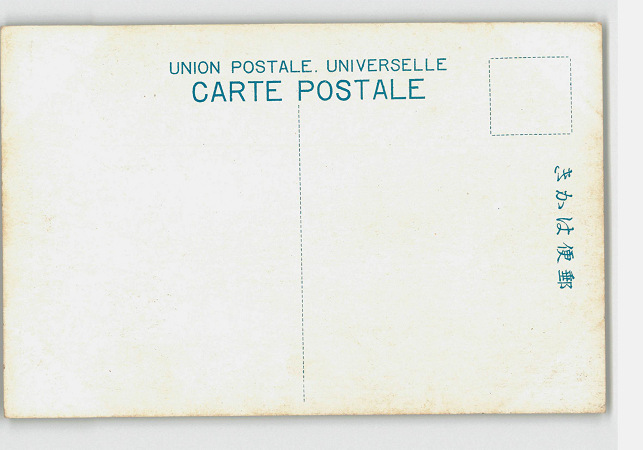 UNION POSTALE. UNIVERSELLE
CARTE POSTALE
きかは便郵